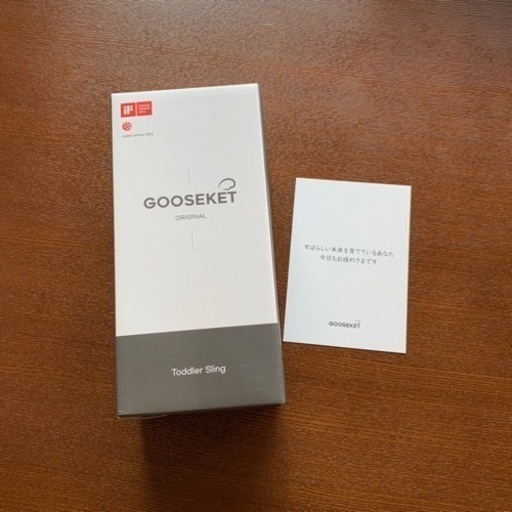 iF
GOOSEKET
ORIGINAL
Toddler Sling
すばらしい未来を育てているあなた
今日もお疲れさまです
GOOSEKET